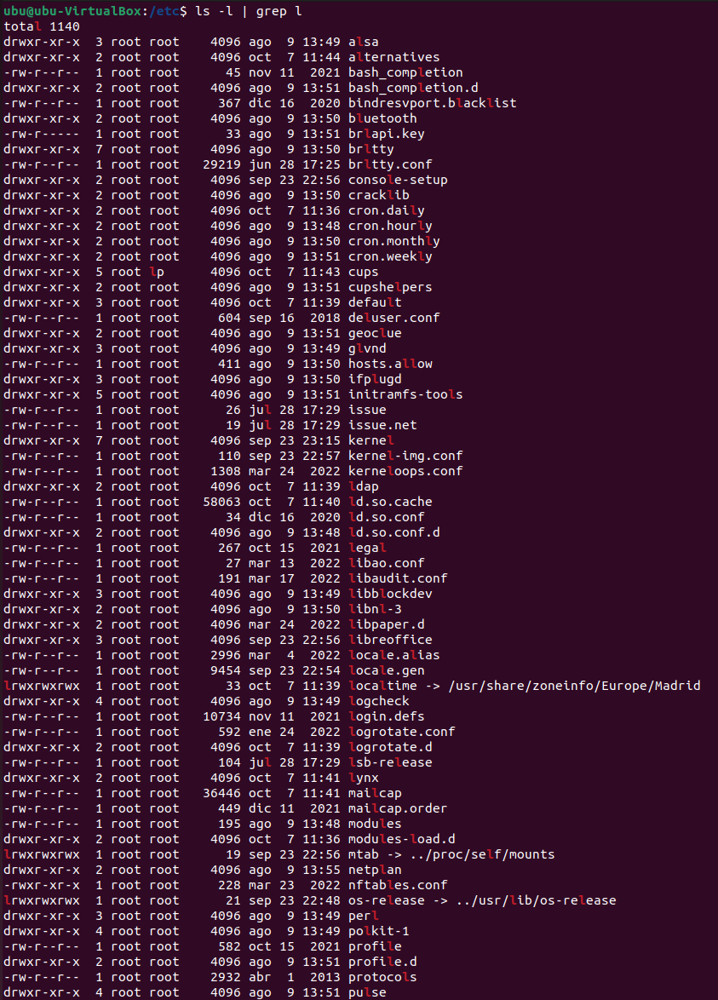 ubu@ubu-VirtualBox:/etc$ ls -l | grep l
total 1140
drwxr-xr-x  3 root root    4096 ago  9 13:49 alsa
drwxr-xr-x  2 root root    4096 oct  7 11:44 alternatives
-rw-r--r--  1 root root      45 nov 11  2021 bash_completion
drwxr-xr-x  2 root root    4096 ago  9 13:51 bash_completion.d
-rw-r--r--  1 root root     367 dic 16  2020 bindresvport.blacklist
drwxr-xr-x  2 root root    4096 ago  9 13:50 bluetooth
-rw-r-----  1 root root      33 ago  9 13:51 brlapi.key
drwxr-xr-x  7 root root    4096 ago  9 13:50 brltty
-rw-r--r--  1 root root   29219 jun 28 17:25 brltty.conf
drwxr-xr-x  2 root root    4096 sep 23 22:56 console-setup
drwxr-xr-x  2 root root    4096 ago  9 13:50 cracklib
drwxr-xr-x  2 root root    4096 oct  7 11:36 cron.daily
drwxr-xr-x  2 root root    4096 ago  9 13:48 cron.hourly
drwxr-xr-x  2 root root    4096 ago  9 13:50 cron.monthly
drwxr-xr-x  2 root root    4096 ago  9 13:51 cron.weekly
drwxr-xr-x  5 root lp      4096 oct  7 11:43 cups
drwxr-xr-x  2 root root    4096 ago  9 13:51 cupshelpers
drwxr-xr-x  3 root root    4096 oct  7 11:39 default
-rw-r--r--  1 root root     604 sep 16  2018 deluser.conf
drwxr-xr-x  2 root root    4096 ago  9 13:51 geoclue
drwxr-xr-x  3 root root    4096 ago  9 13:49 glvnd
-rw-r--r--  1 root root     411 ago  9 13:50 hosts.allow
drwxr-xr-x  3 root root    4096 ago  9 13:50 ifplugd
drwxr-xr-x  5 root root    4096 ago  9 13:51 initramfs-tools
-rw-r--r--  1 root root      26 jul 28 17:29 issue
-rw-r--r--  1 root root      19 jul 28 17:29 issue.net
drwxr-xr-x  7 root root    4096 sep 23 23:15 kernel
-rw-r--r--  1 root root     110 sep 23 22:57 kernel-img.conf
-rw-r--r--  1 root root    1308 mar 24  2022 kerneloops.conf
drwxr-xr-x  2 root root    4096 oct  7 11:39 ldap
-rw-r--r--  1 root root   58063 oct  7 11:40 ld.so.cache
-rw-r--r--  1 root root      34 dic 16  2020 ld.so.conf
drwxr-xr-x  2 root root    4096 ago  9 13:48 ld.so.conf.d
-rw-r--r--  1 root root     267 oct 15  2021 legal
-rw-r--r--  1 root root      27 mar 13  2022 libao.conf
-rw-r--r--  1 root root     191 mar 17  2022 libaudit.conf
drwxr-xr-x  3 root root    4096 ago  9 13:49 libblockdev
drwxr-xr-x  2 root root    4096 ago  9 13:50 libnl-3
drwxr-xr-x  2 root root    4096 mar 24  2022 libpaper.d
drwxr-xr-x  3 root root    4096 sep 23 22:56 libreoffice
-rw-r--r--  1 root root    2996 mar  4  2022 locale.alias
-rw-r--r--  1 root root    9454 sep 23 22:54 locale.gen
lrwxrwxrwx  1 root root      33 oct  7 11:39 localtime -> /usr/share/zoneinfo/Europe/Madrid
drwxr-xr-x  4 root root    4096 ago  9 13:49 logcheck
-rw-r--r--  1 root root   10734 nov 11  2021 login.defs
-rw-r--r--  1 root root     592 ene 24  2022 logrotate.conf
drwxr-xr-x  2 root root    4096 oct  7 11:39 logrotate.d
-rw-r--r--  1 root root     104 jul 28 17:29 lsb-release
drwxr-xr-x  2 root root    4096 oct  7 11:41 lynx
-rw-r--r--  1 root root   36446 oct  7 11:41 mailcap
-rw-r--r--  1 root root     449 dic 11  2021 mailcap.order
-rw-r--r--  1 root root     195 ago  9 13:48 modules
drwxr-xr-x  2 root root    4096 oct  7 11:36 modules-load.d
lrwxrwxrwx  1 root root      19 sep 23 22:56 mtab -> ../proc/self/mounts
drwxr-xr-x  2 root root    4096 ago  9 13:55 netplan
-rwxr-xr-x  1 root root     228 mar 23  2022 nftables.conf
lrwxrwxrwx  1 root root      21 sep 23 22:48 os-release -> ../usr/lib/os-release
drwxr-xr-x  3 root root    4096 ago  9 13:49 perl
drwxr-xr-x  4 root root    4096 ago  9 13:49 polkit-1
-rw-r--r--  1 root root     582 oct 15  2021 profile
drwxr-xr-x  2 root root    4096 ago  9 13:51 profile.d
-rw-r--r--  1 root root    2932 abr  1  2013 protocols
drwxr-xr-x  4 root root    4096 ago  9 13:51 pulse